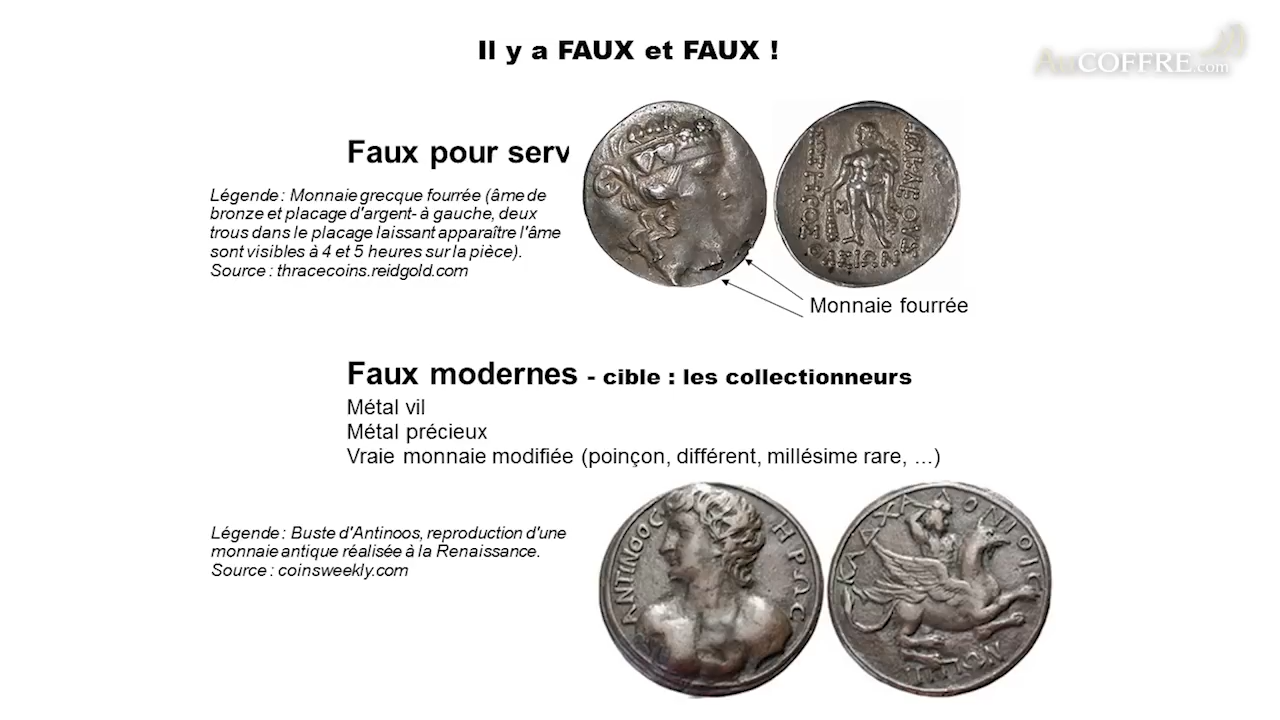 Il y a FAUX et FAUX !
AuCOFFRE.com
Faux pour serv
Légende : Monnaie grecque fourrée (âme de
bronze et placage d'argent- à gauche, deux
trous dans le placage laissant apparaître l'âme
sont visibles à 4 et 5 heures sur la pièce).
Source : thracecoins.reidgold.com
Monnaie fourrée
Faux modernes - cible : les collectionneurs
Métal vil
Métal précieux
Vraie monnaie modifiée (poinçon, différent, millésime rare, ...)
Légende : Buste d'Antinoos, reproduction d'une
monnaie antique réalisée à la Renaissance.
Source : coinsweekly.com
ΑΝΤΙΝΟΟC ΗΡΩC